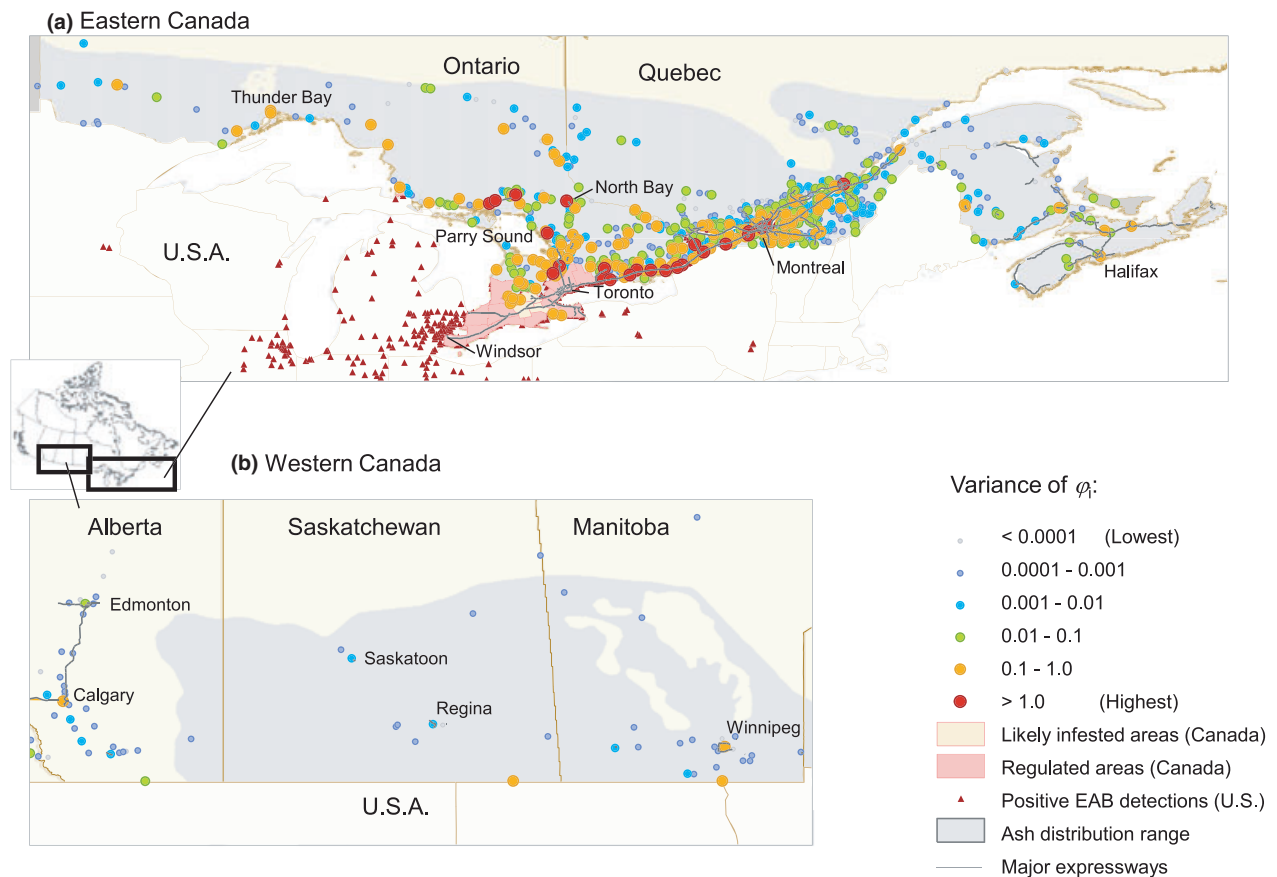 (a) Eastern Canada
Ontario
Quebec
Thunder Bay
North Bay
Parry Sound
U.S.A.
Montreal
Halifax
Toronto
Windsor
(b) Western Canada
Alberta
Saskatchewan
Manitoba
Edmonton
Saskatoon
Calgary
Regina
Winnipeg
U.S.A.
Variance of φi:
< 0.0001 (Lowest)
0.0001 - 0.001
0.001 - 0.01
0.01 - 0.1
0.1 - 1.0
> 1.0 (Highest)
Likely infested areas (Canada)
Regulated areas (Canada)
Positive EAB detections (U.S.)
Ash distribution range
Major expressways